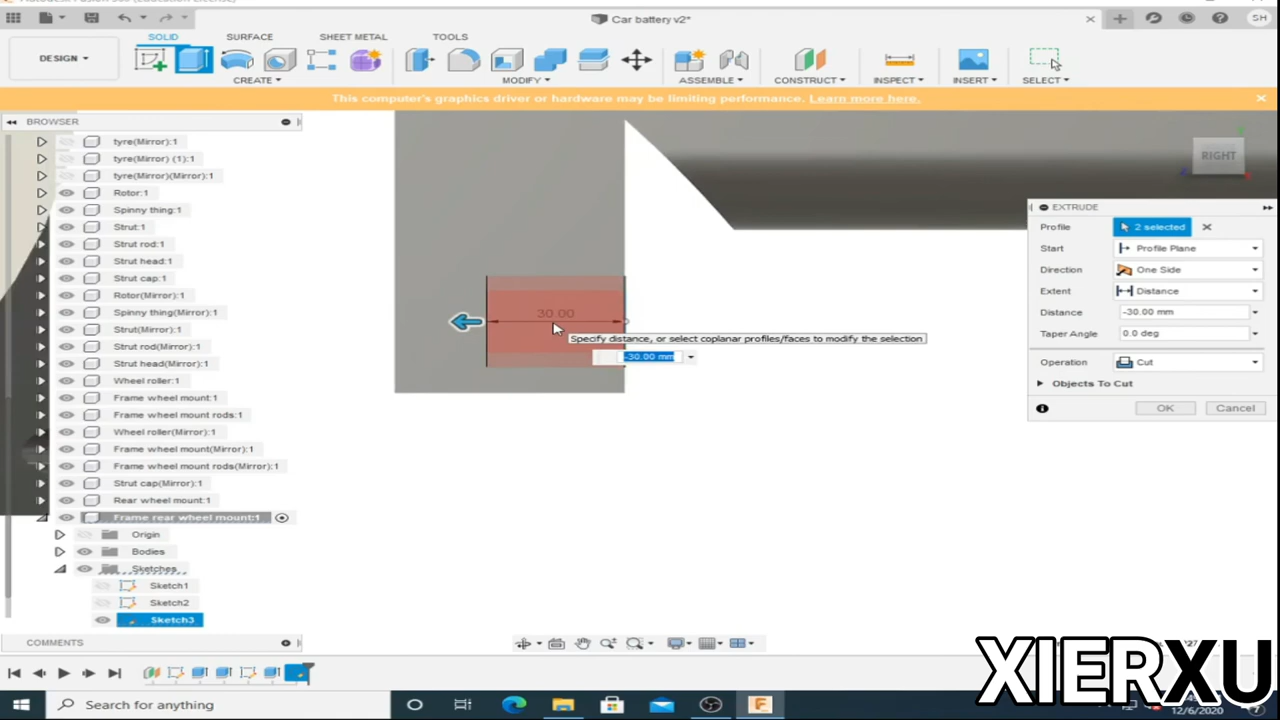 Car battery v2*
SH
SOLID
SURFACE
SHEET METAL
TOOLS
DESIGN
CREATE
MODIFY
ASSEMBLE
CONSTRUCT
INSPECT
INSERT
SELECT
This computer's graphics driver or hardware may be limiting performance. Learn more here.
BROWSER
tyre(Mirror):1
tyre(Mirror) (1):1
tyre(Mirror)(Mirror):1
Rotor:1
Spinny thing:1
Strut:1
Strut rod:1
Strut head:1
Strut cap:1
Rotor(Mirror):1
Spinny thing(Mirror):1
Strut(Mirror):1
Strut rod(Mirror):1
Strut head(Mirror):1
Wheel roller:1
Frame wheel mount:1
Frame wheel mount rods:1
Wheel roller(Mirror):1
Frame wheel mount(Mirror):1
Frame wheel mount rods(Mirror):1
Strut cap(Mirror):1
Rear wheel mount:1
Frame rear wheel mount:1
Origin
Bodies
Sketches
Sketch1
Sketch2
Sketch3
RIGHT
30.00
Specify distance, or select coplanar profiles/faces to modify the selection
-30.00 mm
EXTRUDE
Profile
2 selected
Start
Profile Plane
Direction
One Side
Extent
Distance
Distance
-30.00 mm
Taper Angle
0.0 deg
Operation
Cut
Objects To Cut
OK
Cancel
COMMENTS
XIERXU
Search for anything
12/6/2020